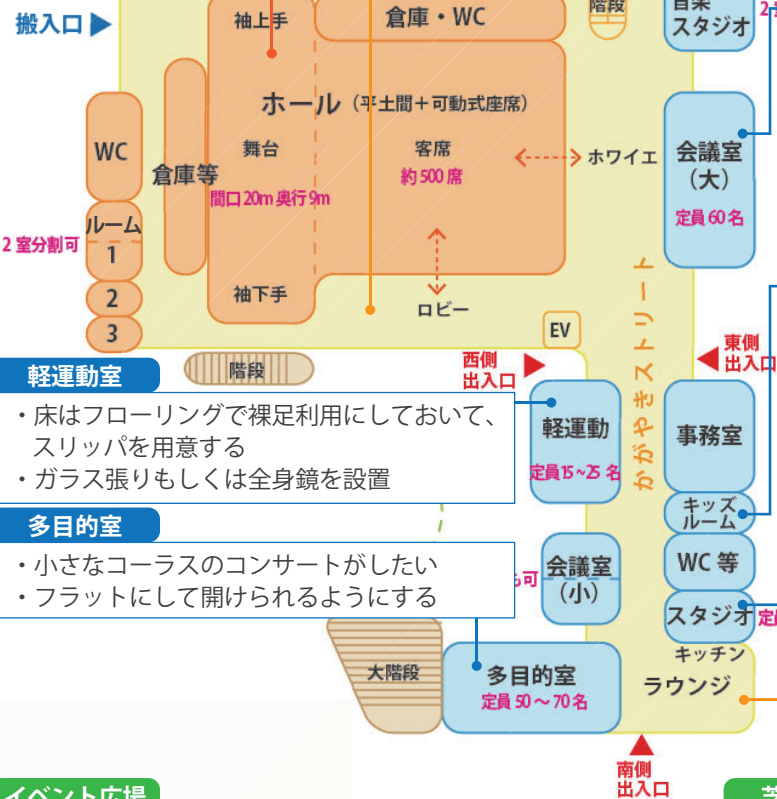 搬入口
袖上手
倉庫・WC
階段
音楽
スタジオ
ホール（平土間＋可動式座席）
WC
倉庫等
舞台
間口20m奥行9m
客席
約500席
ホワイエ
会議室
（大）
定員60名
2室分割可
ルーム
1
2
3
袖下手
ロビー
EV
かがやきストリート
西側
出入口
東側
出入口
階段
軽運動室
・床はフローリングで裸足利用にしておいて、
スリッパを用意する
・ガラス張りもしくは全身鏡を設置
軽運動
定員15~25名
事務室
キッズ
ルーム
多目的室
・小さなコーラスのコンサートがしたい
・フラットにして開けられるようにする
も可
会議室
（小）
WC等
スタジオ
キッチン
ラウンジ
大階段
多目的室
定員50～70名
南側
出入口
イベント広場